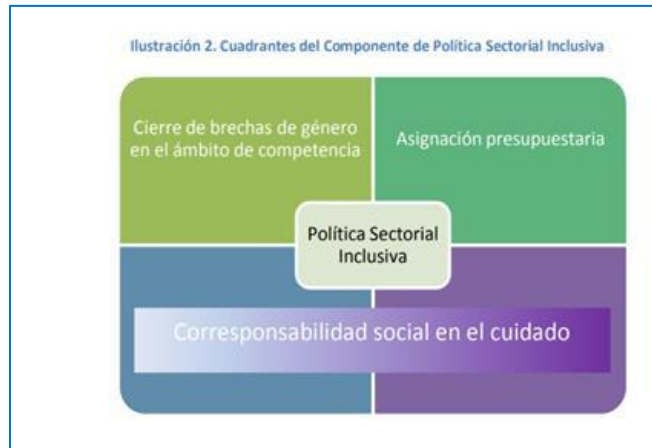 Ilustración 2. Cuadrantes del Componente de Política Sectorial Inclusiva
Cierre de brechas de género
en el ámbito de competencia
Asignación presupuestaria
Política Sectorial
Inclusiva
Corresponsabilidad social en el cuidado